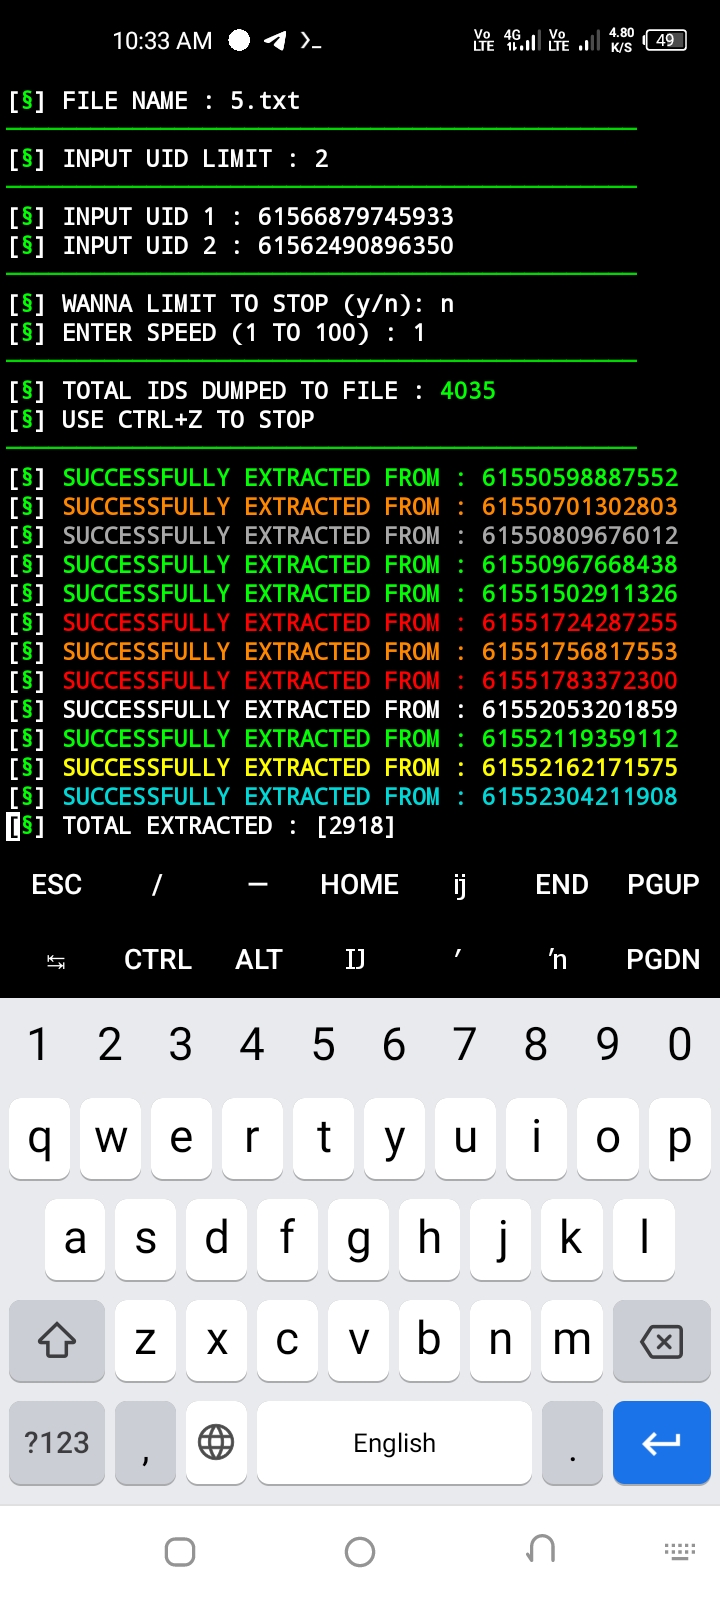 10:33 AM >_ Vo LTE 4G Vo LTE 4.80 K/S 49
[§] FILE NAME : 5.txt
[§] INPUT UID LIMIT : 2
[§] INPUT UID 1 : 61566879745933
[§] INPUT UID 2 : 61562490896350
[§] WANNA LIMIT TO STOP (y/n): n
[§] ENTER SPEED (1 TO 100) : 1
[§] TOTAL IDS DUMPED TO FILE : 4035
[§] USE CTRL+Z TO STOP
[§] SUCCESSFULLY EXTRACTED FROM : 61550598887552
[§] SUCCESSFULLY EXTRACTED FROM : 61550701302803
[§] SUCCESSFULLY EXTRACTED FROM : 61550809676012
[§] SUCCESSFULLY EXTRACTED FROM : 61550967668438
[§] SUCCESSFULLY EXTRACTED FROM : 61551502911326
[§] SUCCESSFULLY EXTRACTED FROM : 61551724287255
[§] SUCCESSFULLY EXTRACTED FROM : 61551756817553
[§] SUCCESSFULLY EXTRACTED FROM : 61551783372300
[§] SUCCESSFULLY EXTRACTED FROM : 61552053201859
[§] SUCCESSFULLY EXTRACTED FROM : 61552119359112
[§] SUCCESSFULLY EXTRACTED FROM : 61552162171575
[§] SUCCESSFULLY EXTRACTED FROM : 61552304211908
[§] TOTAL EXTRACTED : [2918]
ESC / — HOME ĳ END PGUP
↹ CTRL ALT Ĳ ′ ŉ PGDN
1 2 3 4 5 6 7 8 9 0
q w e r t y u i o p
a s d f g h j k l
z x c v b n m
?123 , English .